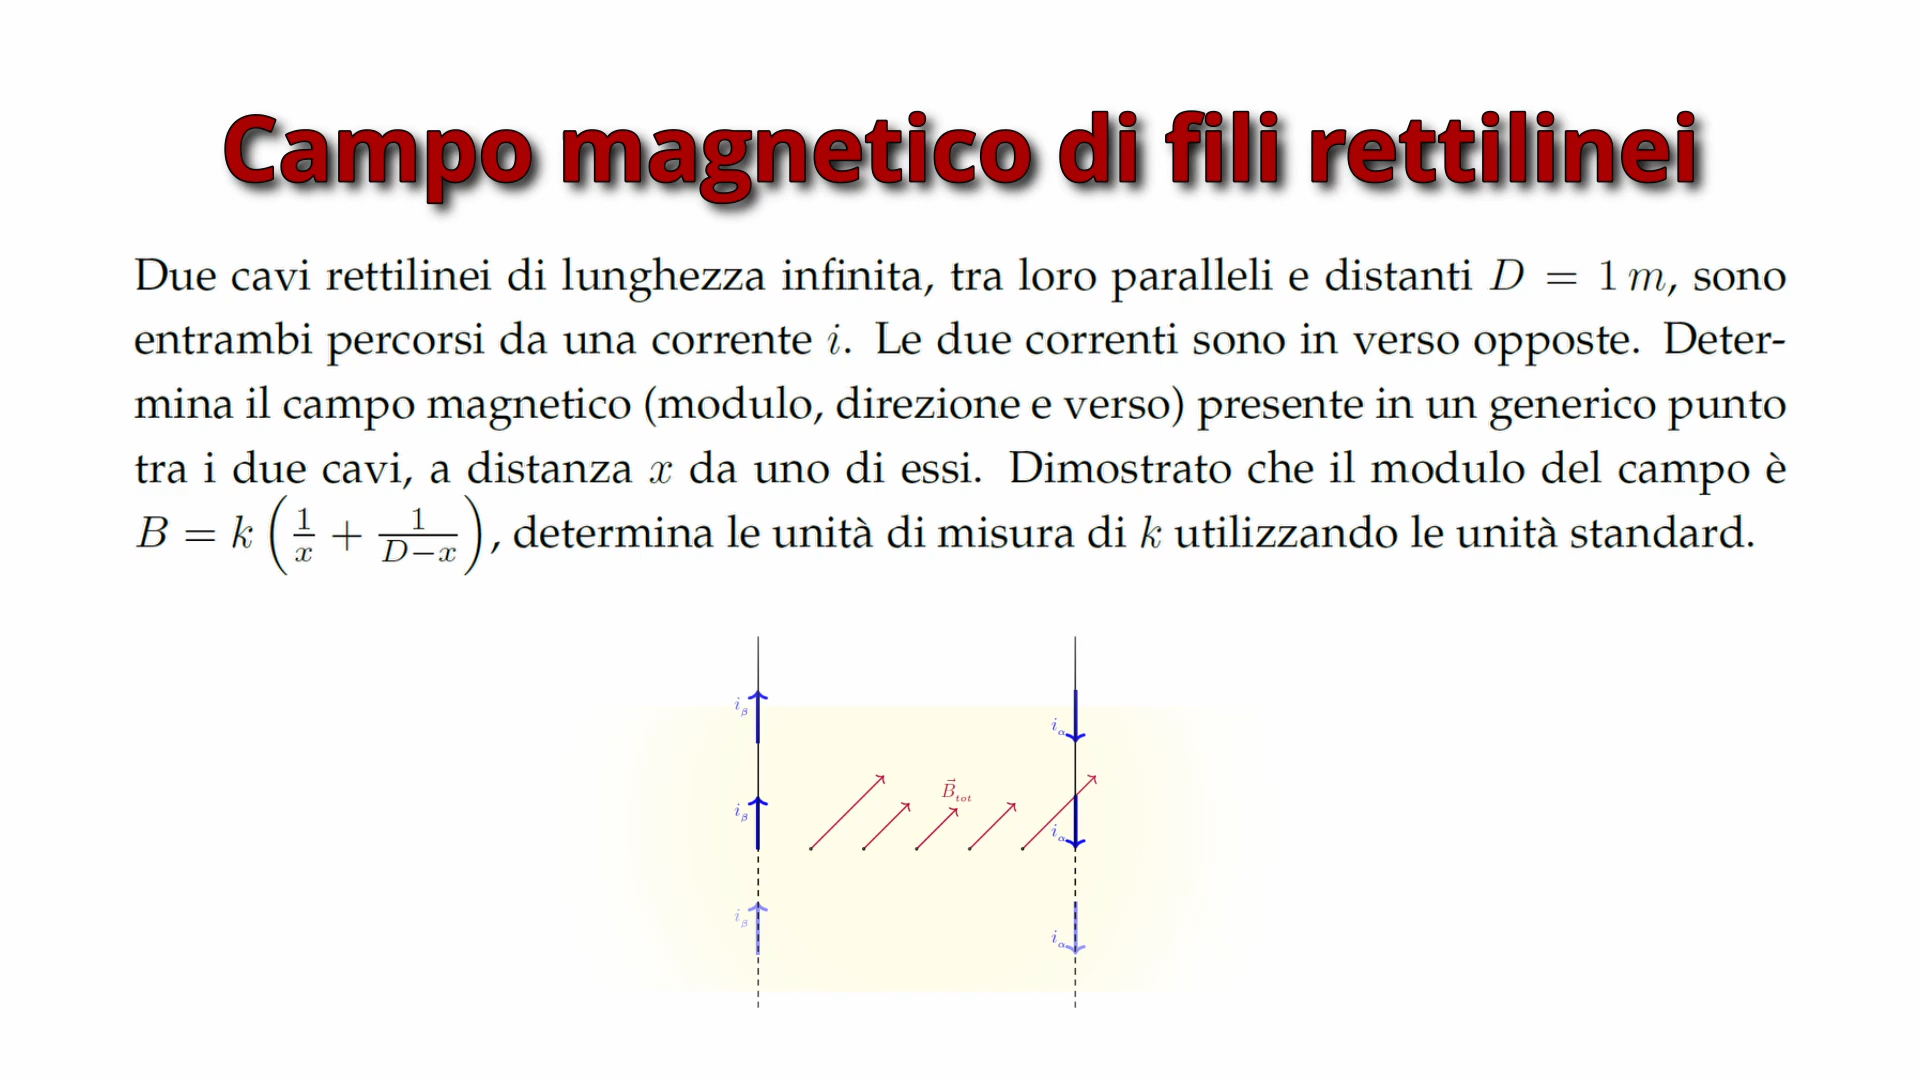 Campo magnetico di fili rettilinei
Due cavi rettilinei di lunghezza infinita, tra loro paralleli e distanti D = 1 m, sono
entrambi percorsi da una corrente i. Le due correnti sono in verso opposte. Deter-
mina il campo magnetico (modulo, direzione e verso) presente in un generico punto
tra i due cavi, a distanza x da uno di essi. Dimostrato che il modulo del campo è
B = k (1/x + 1/(D−x)), determina le unità di misura di k utilizzando le unità standard.
i_β
i_α
B⃗_tot
i_β
i_α
i_β
i_α